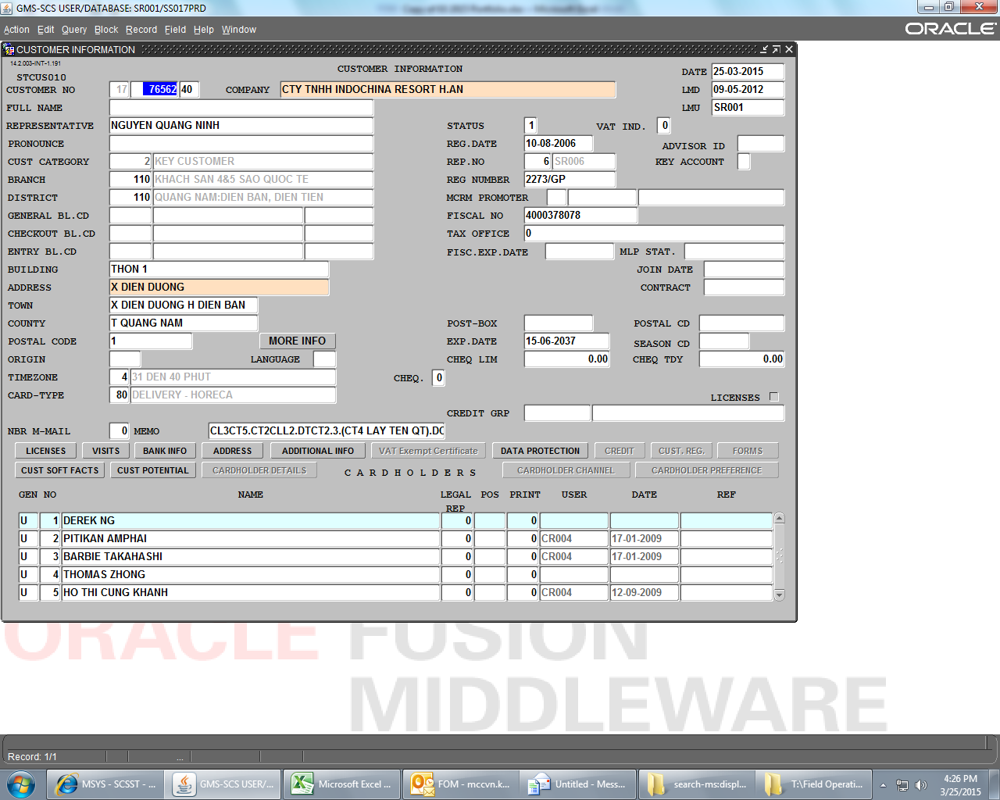 GMS-SCS USER/DATABASE: SR001/SS017PRD
Action Edit Query Block Record Field Help Window
ORACLE
CUSTOMER INFORMATION
14.2.003-INT-1.191
STCUS010
CUSTOMER INFORMATION
DATE 25-03-2015
CUSTOMER NO 17 76562 40 COMPANY CTY TNHH INDOCHINA RESORT H.AN LMD 09-05-2012
FULL NAME LMU SR001
REPRESENTATIVE NGUYEN QUANG NINH STATUS 1 VAT IND. 0
PRONOUNCE REG.DATE 10-08-2006 ADVISOR ID
CUST CATEGORY 2 KEY CUSTOMER REP.NO 6 SR006 KEY ACCOUNT
BRANCH 110 KHACH SAN 4&5 SAO QUOC TE REG NUMBER 2273/GP
DISTRICT 110 QUANG NAM:DIEN BAN, DIEN TIEN MCRM PROMOTER
GENERAL BL.CD FISCAL NO 4000378078
CHECKOUT BL.CD TAX OFFICE 0
ENTRY BL.CD FISC.EXP.DATE MLP STAT.
BUILDING THON 1 JOIN DATE
ADDRESS X DIEN DUONG CONTRACT
TOWN X DIEN DUONG H DIEN BAN
COUNTY T QUANG NAM POST-BOX POSTAL CD
POSTAL CODE 1 MORE INFO EXP.DATE 15-06-2037 SEASON CD
ORIGIN LANGUAGE CHEQ LIM 0.00 CHEQ TDY 0.00
TIMEZONE 4 31 DEN 40 PHUT CHEQ. 0
CARD-TYPE 80 DELIVERY - HORECA LICENSES
CREDIT GRP
NBR M-MAIL 0 MEMO CL3CT5.CT2CLL2.DTCT2.3.(CT4 LAY TEN QT).DC
LICENSES VISITS BANK INFO ADDRESS ADDITIONAL INFO VAT Exempt Certificate DATA PROTECTION CREDIT CUST. REG. FORMS
CUST SOFT FACTS CUST POTENTIAL CARDHOLDER DETAILS C A R D H O L D E R S CARDHOLDER CHANNEL CARDHOLDER PREFERENCE
GEN NO NAME LEGAL REP POS PRINT USER DATE REF
U 1 DEREK NG 0 0
U 2 PITIKAN AMPHAI 0 0 CR004 17-01-2009
U 3 BARBIE TAKAHASHI 0 0 CR004 17-01-2009
U 4 THOMAS ZHONG 0 0
U 5 HO THI CUNG KHANH 0 0 CR004 12-09-2009
ORACLE FUSION
MIDDLEWARE
Record: 1/1 ...
MSYS - SCSST - ... GMS-SCS USER/... Microsoft Excel ... FOM - mccvn.k... Untitled - Mess... search-ms:displ... T:\Field Operati... 4:26 PM
3/25/2015